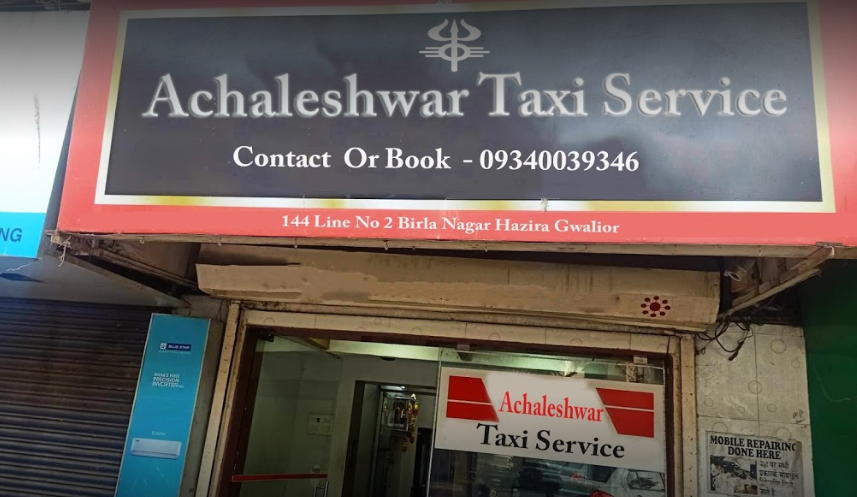 Achaleshwar Taxi Service
Contact Or Book - 09340039346
144 Line No 2 Birla Nagar Hazira Gwalior
NG
BLUE STAR
PRECISION
Achaleshwar
Taxi Service
MOBILE REPAIRING
DONE HERE